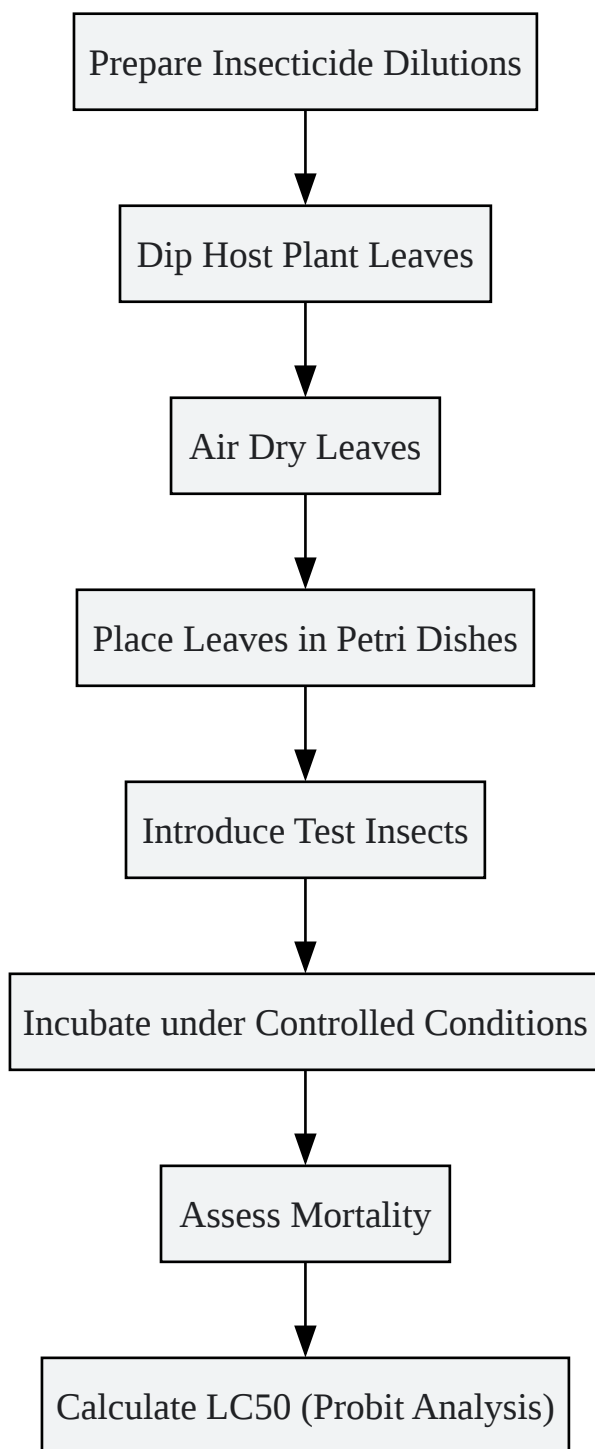 Prepare Insecticide Dilutions
Dip Host Plant Leaves
Air Dry Leaves
Place Leaves in Petri Dishes
Introduce Test Insects
Incubate under Controlled Conditions
Assess Mortality
Calculate LC50 (Probit Analysis)